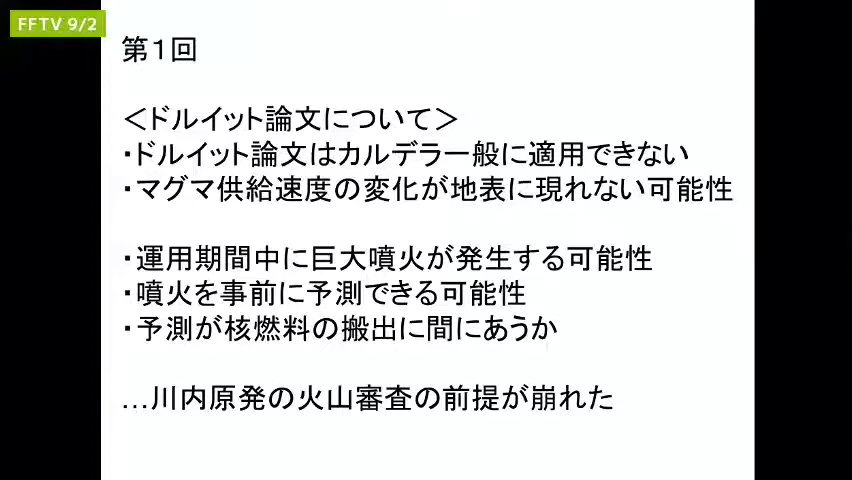 FFTV 9/2
第１回
＜ドルイット論文について＞
・ドルイット論文はカルデラ一般に適用できない
・マグマ供給速度の変化が地表に現れない可能性
・運用期間中に巨大噴火が発生する可能性
・噴火を事前に予測できる可能性
・予測が核燃料の搬出に間にあうか
…川内原発の火山審査の前提が崩れた